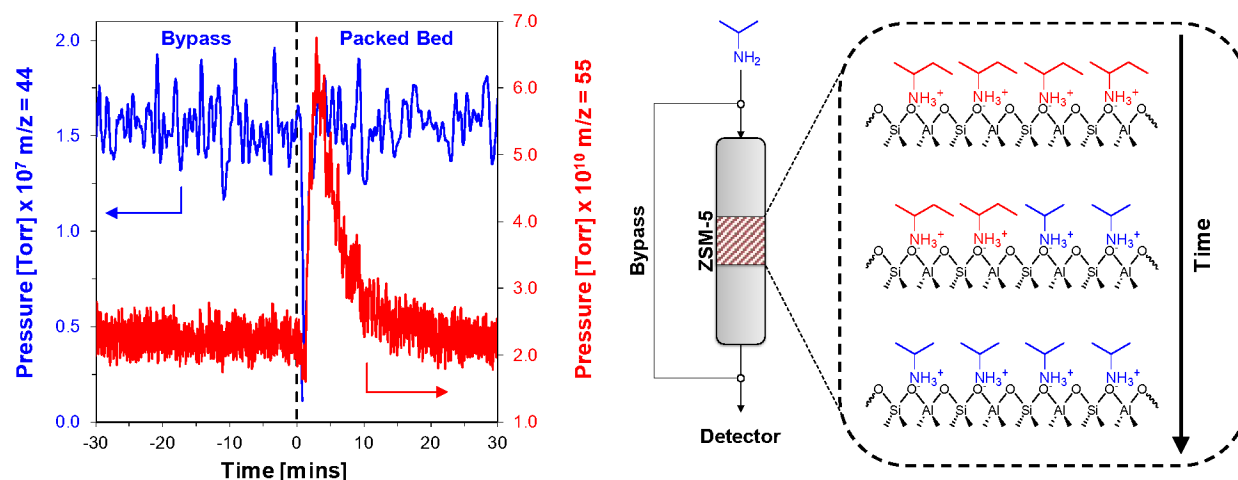 Bypass
Packed Bed
Pressure [Torr] x 10⁷ m/z = 44
2.0
1.5
1.0
0.5
0.0
-30
-20
-10
0
10
20
30
Time [mins]
7.0
6.0
5.0
4.0
3.0
2.0
1.0
Pressure [Torr] x 10¹⁰ m/z = 55
NH₂
Bypass
ZSM-5
Detector
NH₃⁺ NH₃⁺ NH₃⁺ NH₃⁺
O O⁻ O O⁻ O O⁻ O O⁻ O
Si Al Si Al Si Al Si Al
NH₃⁺ NH₃⁺ NH₃⁺ NH₃⁺
O O⁻ O O⁻ O O⁻ O O⁻ O
Si Al Si Al Si Al Si Al
NH₃⁺ NH₃⁺ NH₃⁺ NH₃⁺
O O⁻ O O⁻ O O⁻ O O⁻ O
Si Al Si Al Si Al Si Al
Time